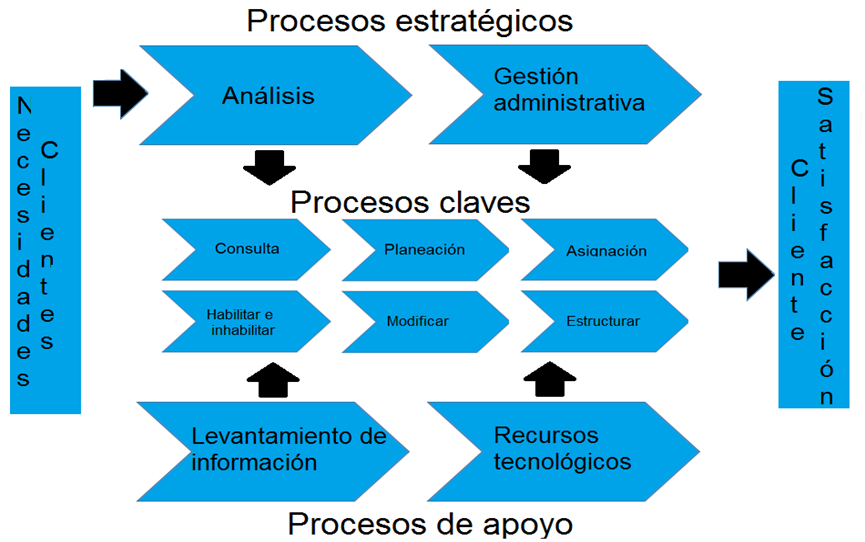 Procesos estratégicos
Necesidades
Clientes
Análisis
Gestión
administrativa
Procesos claves
Consulta
Planeación
Asignación
Habilitar e
inhabilitar
Modificar
Estructurar
Levantamiento de
información
Recursos
tecnológicos
Procesos de apoyo
Cliente
Satisfacción